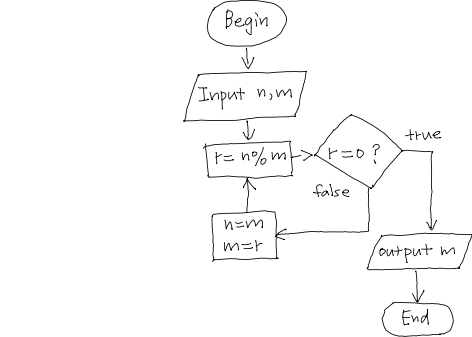 Begin
Input n,m
r=n%m
r=0?
true
false
n=m
m=r
output m
End